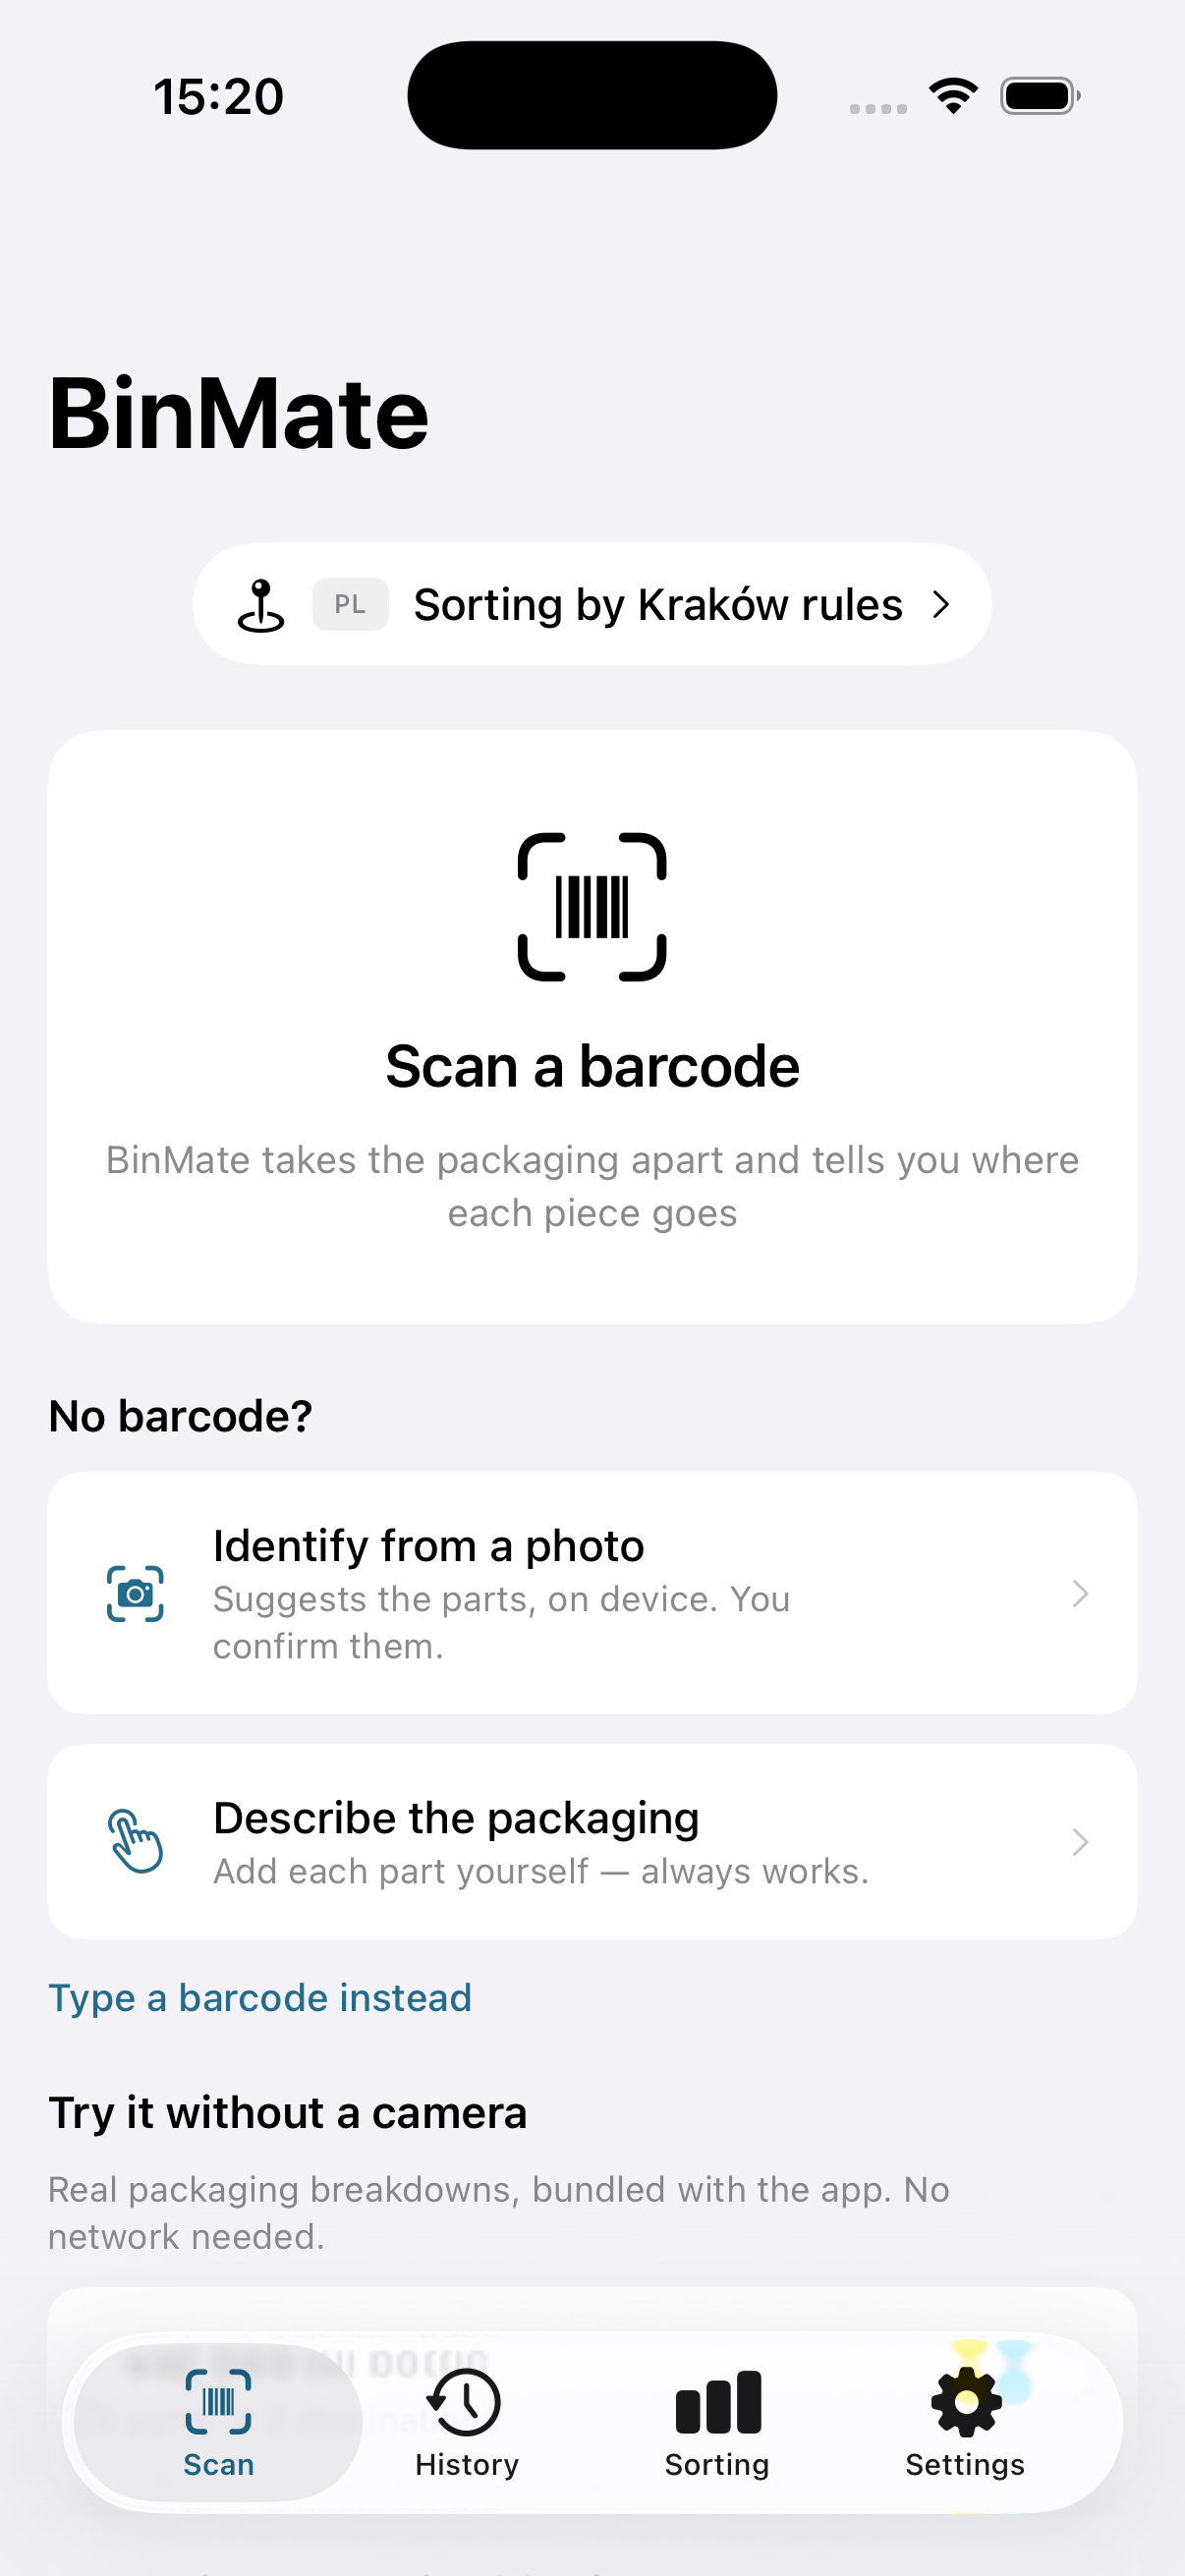 15:20
BinMate
PL Sorting by Kraków rules
Scan a barcode
BinMate takes the packaging apart and tells you where
each piece goes
No barcode?
Identify from a photo
Suggests the parts, on device. You
confirm them.
Describe the packaging
Add each part yourself — always works.
Type a barcode instead
Try it without a camera
Real packaging breakdowns, bundled with the app. No
network needed.
Scan
History
Sorting
Settings